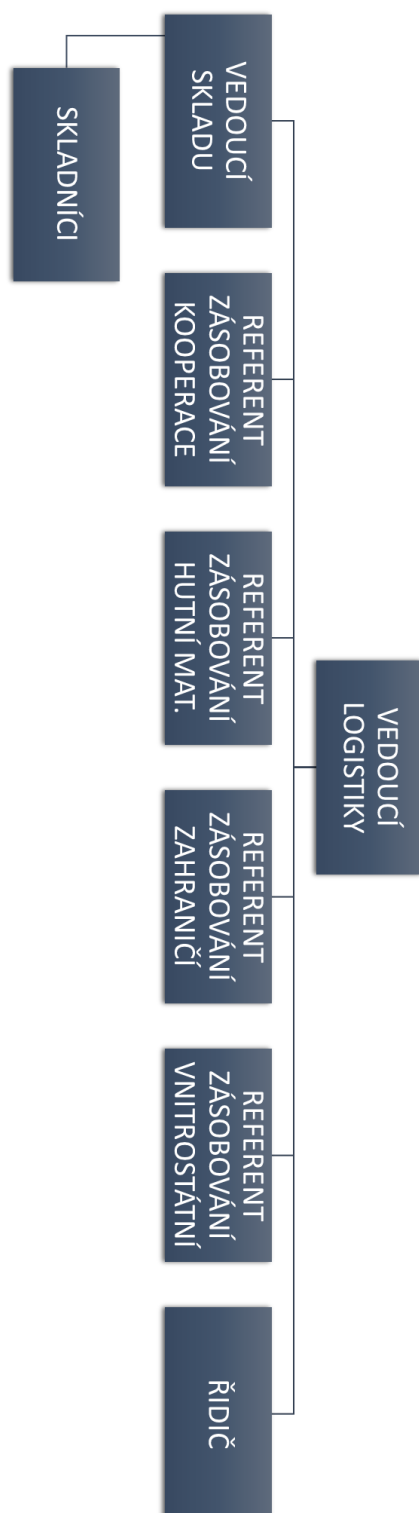 VEDOUCÍ
LOGISTIKY
VEDOUCÍ
SKLADU
REFERENT
ZÁSOBOVÁNÍ
KOOPERACE
REFERENT
ZÁSOBOVÁNÍ
HUTNÍ MAT.
REFERENT
ZÁSOBOVÁNÍ
ZAHRANIČÍ
REFERENT
ZÁSOBOVÁNÍ
VNITROSTÁTNÍ
ŘIDIČ
SKLADNÍCI